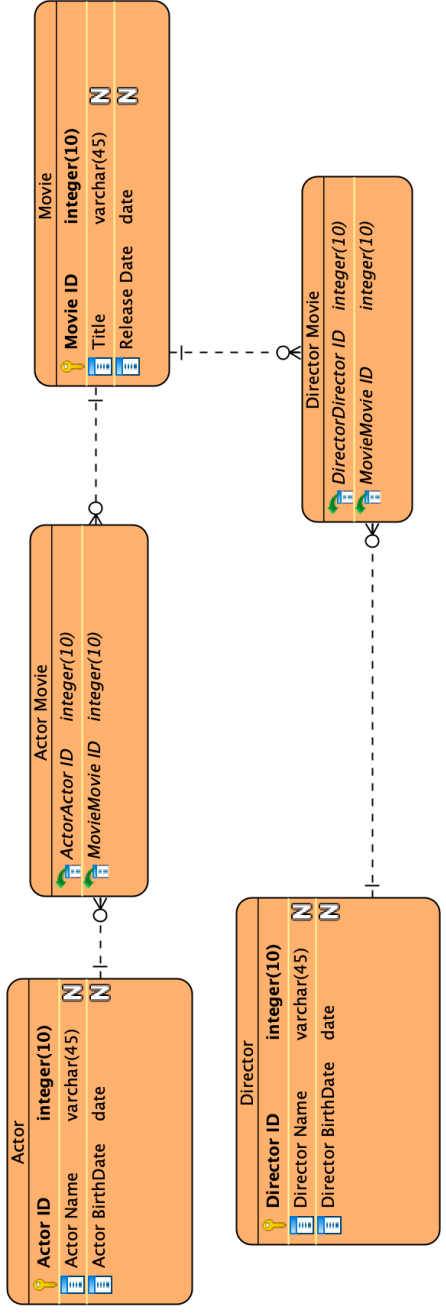 Actor
Actor ID integer(10)
Actor Name varchar(45) N
Actor BirthDate date N
Actor Movie
ActorActor ID integer(10)
MovieMovie ID integer(10)
Movie
Movie ID integer(10)
Title varchar(45) N
Release Date date N
Director
Director ID integer(10)
Director Name varchar(45) N
Director BirthDate date N
Director Movie
DirectorDirector ID integer(10)
MovieMovie ID integer(10)